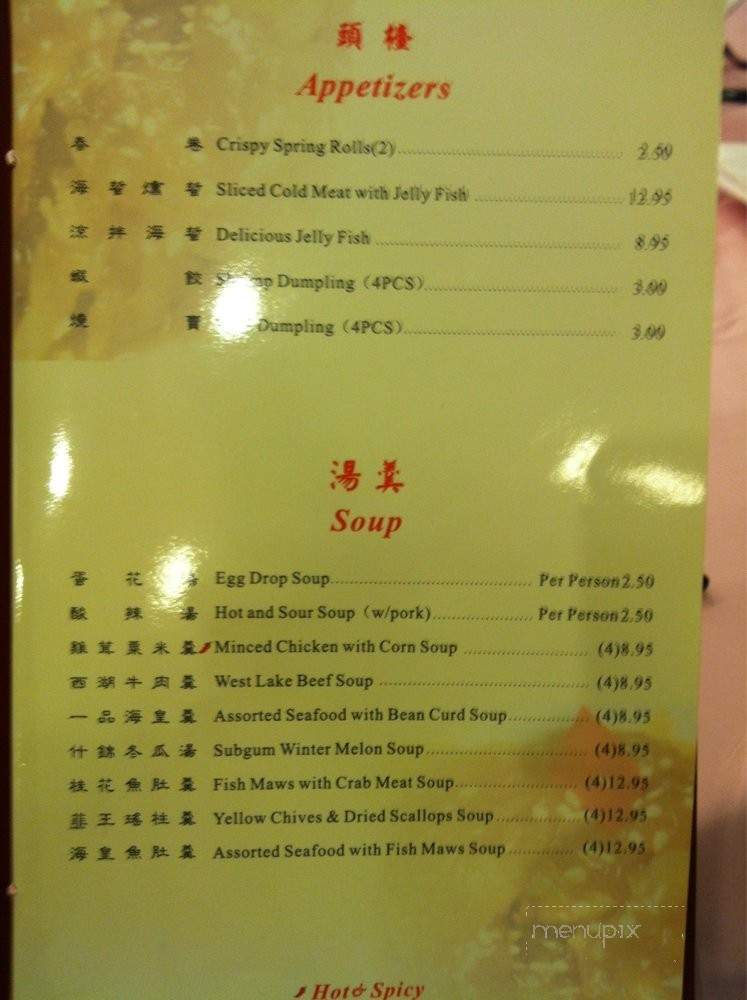 頭檯
Appetizers
春卷 Crispy Spring Rolls(2) 2.50
海蜇燻蹄 Sliced Cold Meat with Jelly Fish 12.95
涼拌海蜇 Delicious Jelly Fish 8.95
蝦餃 Shrimp Dumpling（4PCS） 3.00
燒賣 Dumpling（4PCS） 3.00
湯羹
Soup
蛋花湯 Egg Drop Soup Per Person2.50
酸辣湯 Hot and Sour Soup（w/pork） Per Person2.50
雞茸粟米羹 Minced Chicken with Corn Soup (4)8.95
西湖牛肉羹 West Lake Beef Soup (4)8.95
一品海皇羹 Assorted Seafood with Bean Curd Soup (4)8.95
什錦冬瓜湯 Subgum Winter Melon Soup (4)8.95
桂花魚肚羹 Fish Maws with Crab Meat Soup (4)12.95
韮王瑤柱羹 Yellow Chives & Dried Scallops Soup (4)12.95
海皇魚肚羹 Assorted Seafood with Fish Maws Soup (4)12.95
menupix
Hot & Spicy